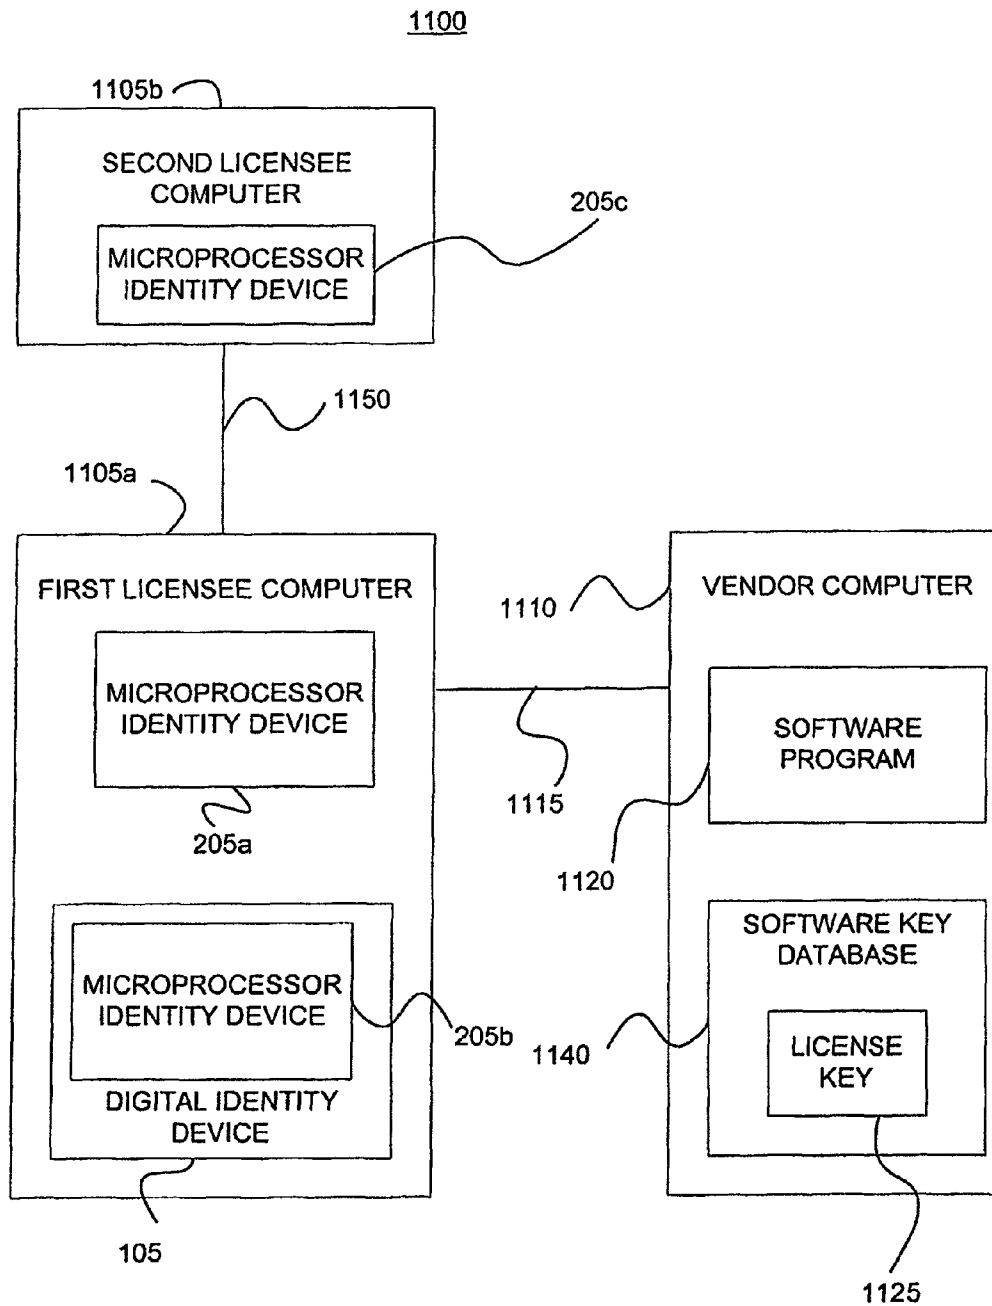 1100
1105b
SECOND LICENSEE
COMPUTER
205c
MICROPROCESSOR
IDENTITY DEVICE
1150
1105a
FIRST LICENSEE COMPUTER
1110
VENDOR COMPUTER
MICROPROCESSOR
IDENTITY DEVICE
SOFTWARE
PROGRAM
1115
205a
1120
SOFTWARE KEY
DATABASE
MICROPROCESSOR
IDENTITY DEVICE
205b
1140
LICENSE
KEY
DIGITAL IDENTITY
DEVICE
105
1125